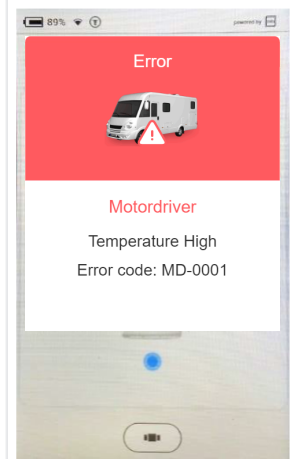 89%
powered by
Error
Motordriver
Temperature High
Error code: MD-0001